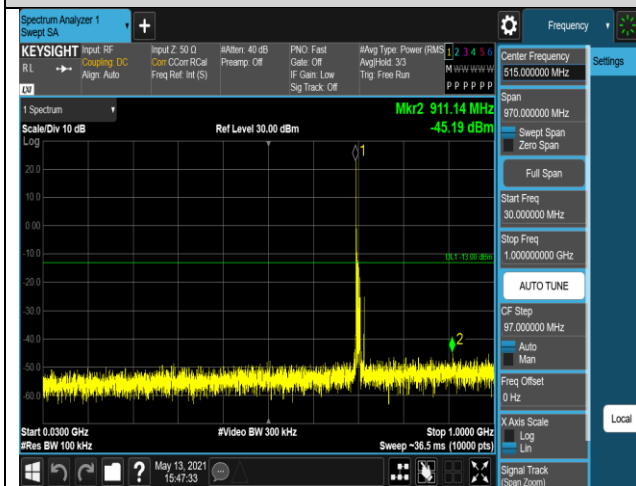 Spectrum Analyzer 1
Swept SA
+
Frequency
KEYSIGHT
RL
Input: RF
Coupling: DC
Align: Auto
Input Z: 50 Ω
Corr CCorr RCal
Freq Ref: Int (S)
#Atten: 40 dB
Preamp: Off
PNO: Fast
Gate: Off
IF Gain: Low
Sig Track: Off
#Avg Type: Power (RMS
Avg|Hold: 3/3
Trig: Free Run
1 2 3 4 5 6
M W W W W W
P P P P P P
LXI
1 Spectrum
Mkr2 911.14 MHz
Scale/Div 10 dB
Ref Level 30.00 dBm
-45.19 dBm
Log
1
20.0
10.0
0.00
-10.0
DL1 -13.00 dBm
-20.0
-30.0
-40.0
2
-50.0
-60.0
Start 0.0300 GHz
#Video BW 300 kHz
Stop 1.0000 GHz
#Res BW 100 kHz
Sweep ~36.5 ms (10000 pts)
?
May 13, 2021
15:47:33
Center Frequency
515.000000 MHz
Settings
Span
970.000000 MHz
Swept Span
Zero Span
Full Span
Start Freq
30.000000 MHz
Stop Freq
1.000000000 GHz
AUTO TUNE
CF Step
97.000000 MHz
Auto
Man
Freq Offset
0 Hz
X Axis Scale
Log
Lin
Local
Signal Track
(Span Zoom)